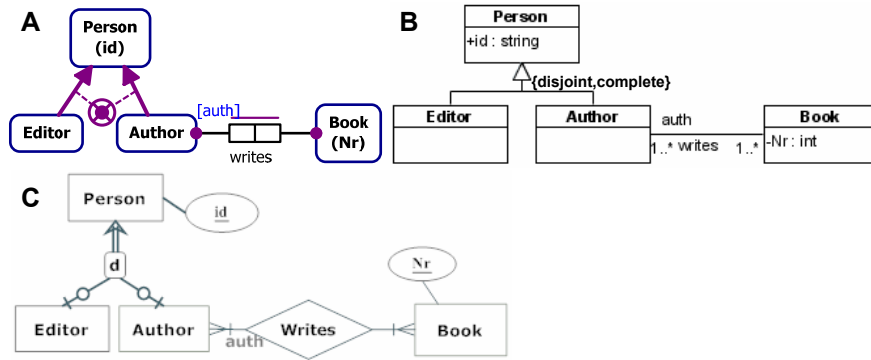 A
Person
(id)
Editor
Author
[auth]
writes
Book
(Nr)
B
Person
+id : string
{disjoint,complete}
Editor
Author
auth
1..* writes 1..*
Book
-Nr : int
C
Person
id
d
Editor
Author
auth
Writes
Nr
Book